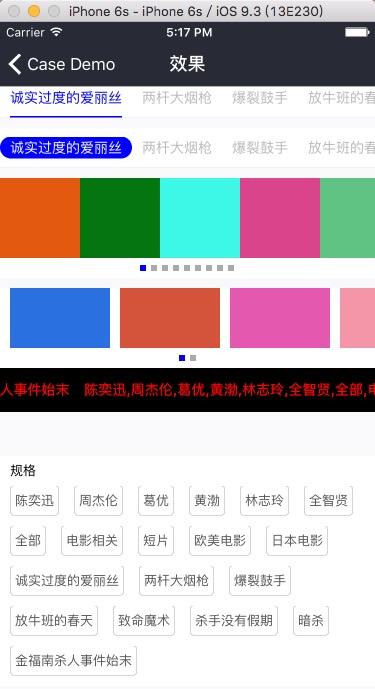 iPhone 6s - iPhone 6s / iOS 9.3 (13E230)
Carrier 5:17 PM
Case Demo 效果
诚实过度的爱丽丝 两杆大烟枪 爆裂鼓手 放牛班的春
诚实过度的爱丽丝 两杆大烟枪 爆裂鼓手 放牛班的春
人事件始末 陈奕迅,周杰伦,葛优,黄渤,林志玲,全智贤,全部,电
规格
陈奕迅 周杰伦 葛优 黄渤 林志玲 全智贤
全部 电影相关 短片 欧美电影 日本电影
诚实过度的爱丽丝 两杆大烟枪 爆裂鼓手
放牛班的春天 致命魔术 杀手没有假期 暗杀
金福南杀人事件始末